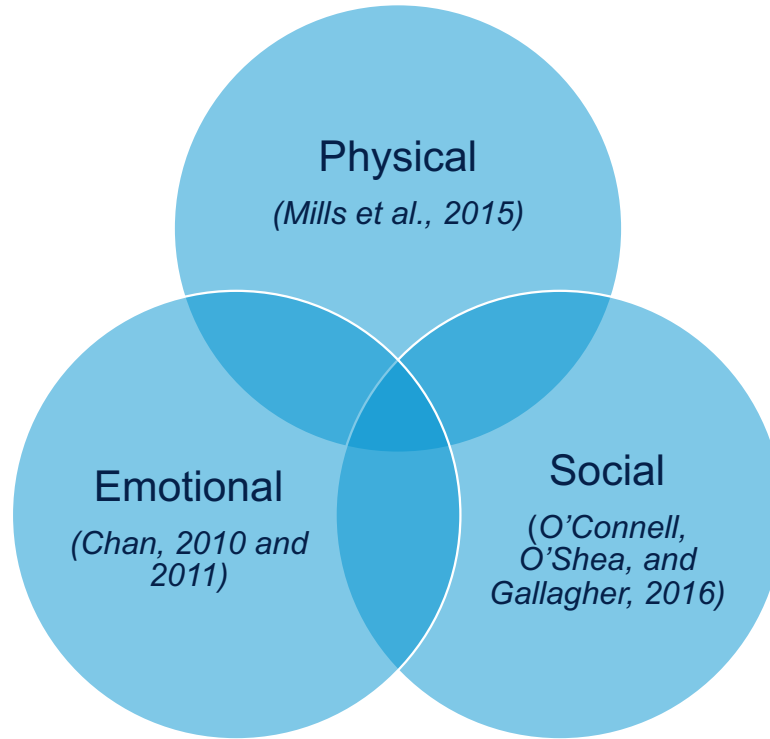 Physical
(Mills et al., 2015)
Emotional
(Chan, 2010 and
2011)
Social
(O’Connell,
O’Shea, and
Gallagher, 2016)